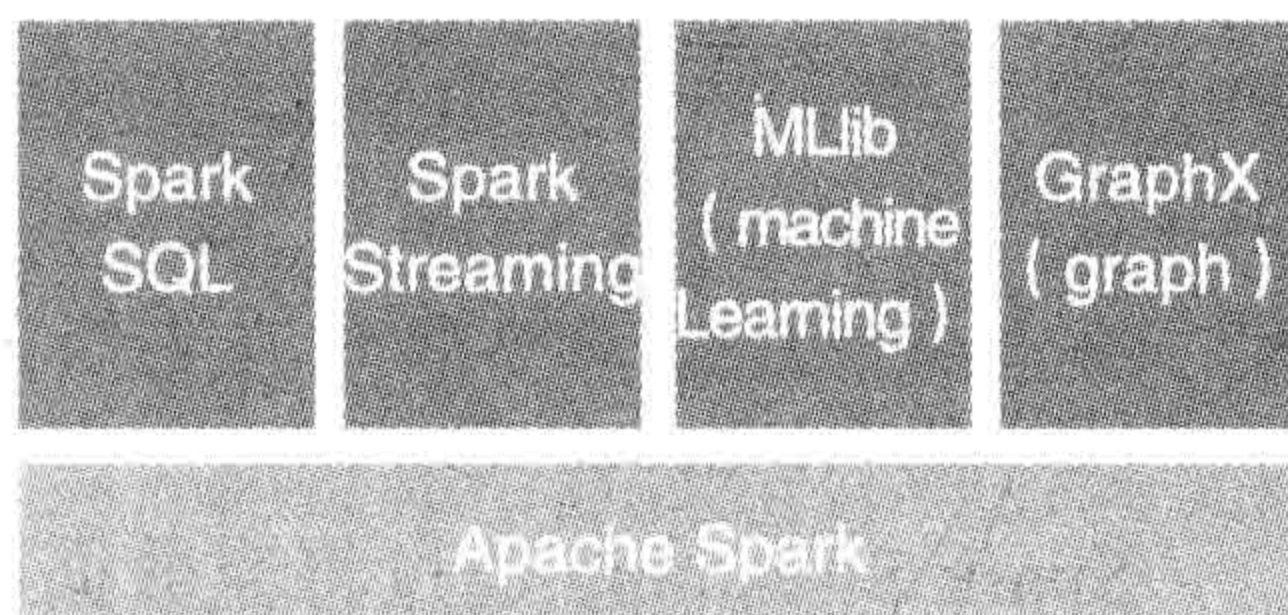 Spark
SQL
Spark
Streaming
MLlib
( machine
Learning )
GraphX
( graph )
Apache Spark